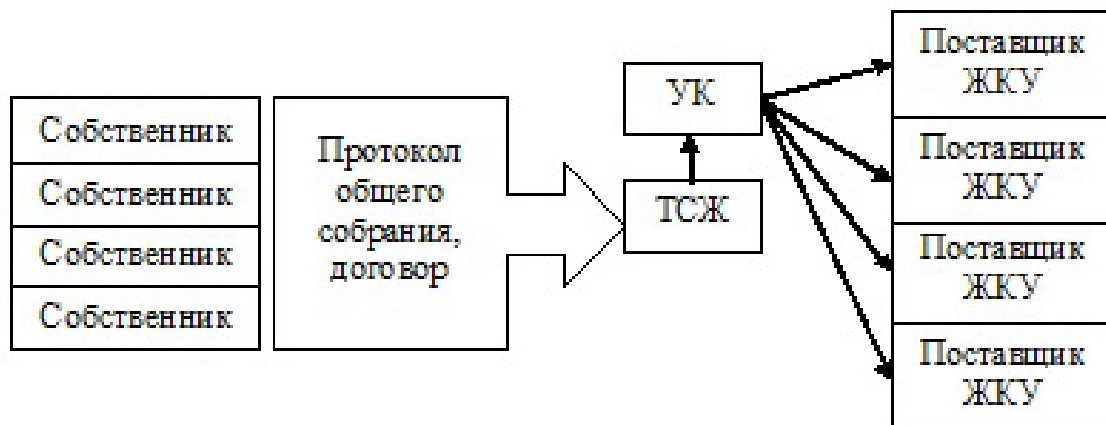 Собственник
Собственник
Собственник
Собственник
Протокол
общего
собрания,
договор
УК
ТСЖ
Поставщик
ЖКУ
Поставщик
ЖКУ
Поставщик
ЖКУ
Поставщик
ЖКУ